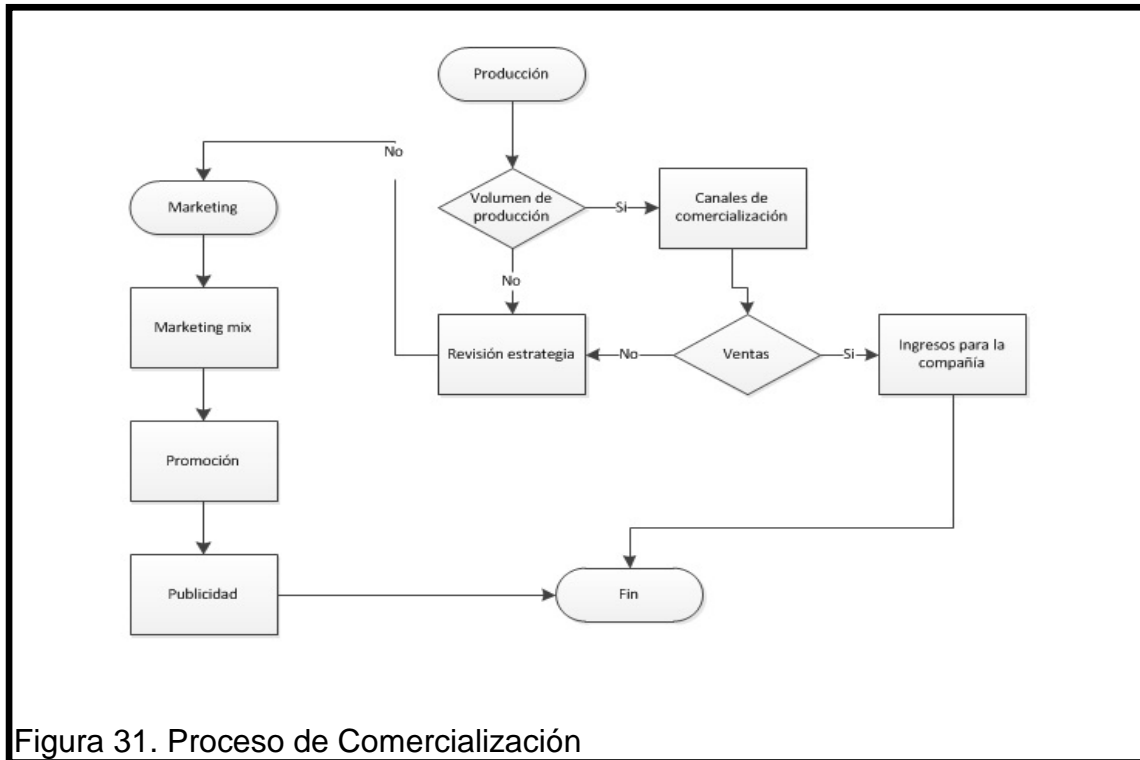 Producción
No
Marketing
Volumen de
producción
Si
Canales de
comercialización
No
Marketing mix
Revisión estrategia
No
Ventas
Si
Ingresos para la
compañía
Promoción
Publicidad
Fin
Figura 31. Proceso de Comercialización